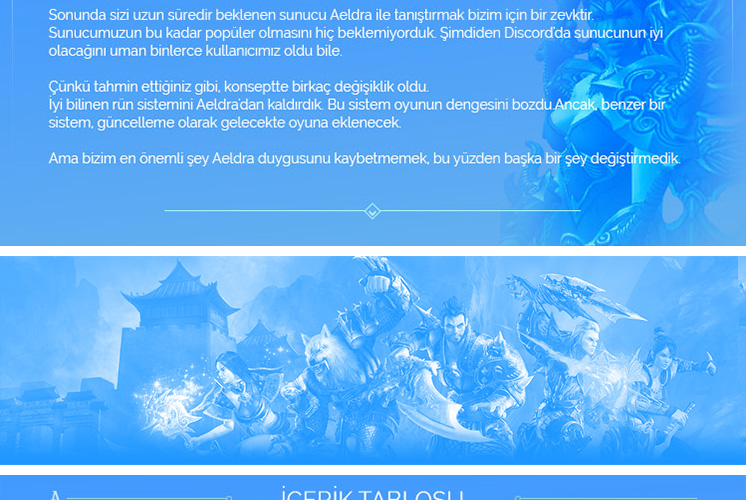 Sonunda sizi uzun süredir beklenen sunucu Aeldra ile tanıştırmak bizim için bir zevktir.
Sunucumuzun bu kadar popüler olmasını hiç beklemiyorduk. Şimdiden Discord'da sunucunun iyi
olacağını uman binlerce kullanıcımız oldu bile.
Çünkü tahmin ettiğiniz gibi, konseptte birkaç değişiklik oldu.
İyi bilinen rün sistemini Aeldra'dan kaldırdık. Bu sistem oyunun dengesini bozdu.Ancak, benzer bir
sistem, güncelleme olarak gelecekte oyuna eklenecek.
Ama bizim en önemli şey Aeldra duygusunu kaybetmemek, bu yüzden başka bir şey değiştirmedik.
İÇERİK TABLOSU